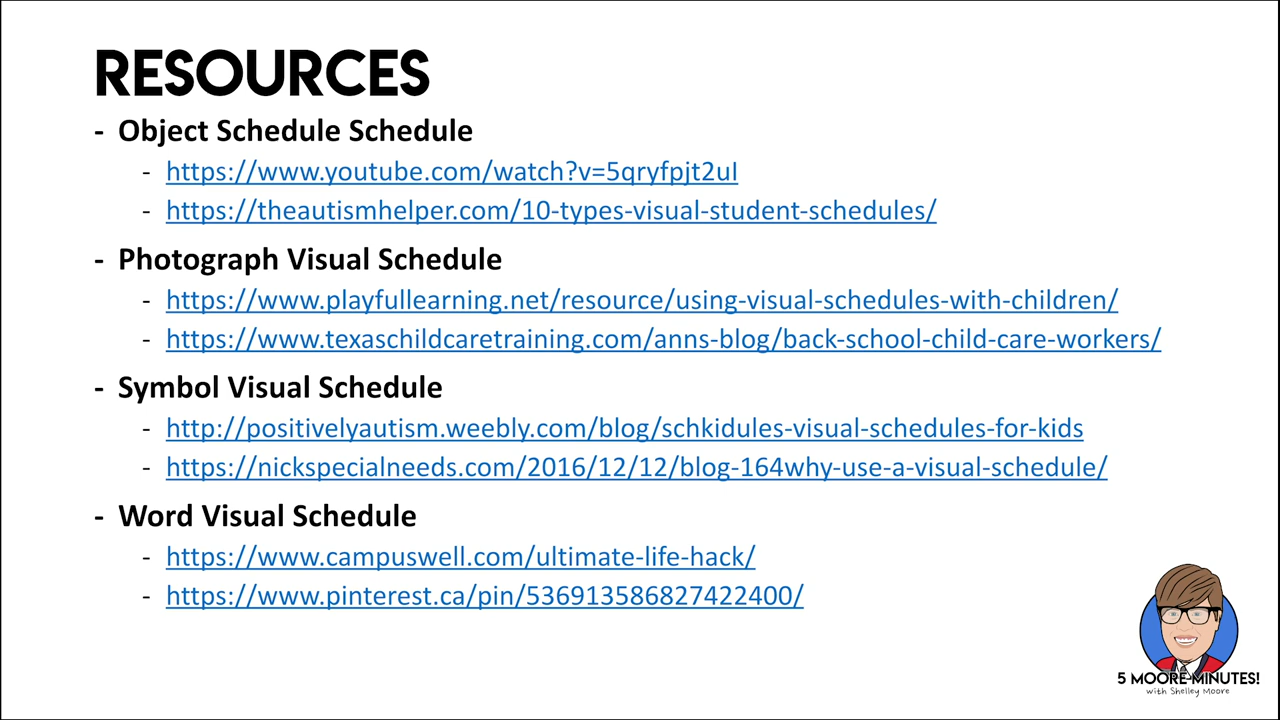 RESOURCES
- Object Schedule Schedule
- https://www.youtube.com/watch?v=5qryfpjt2uI
- https://theautismhelper.com/10-types-visual-student-schedules/
- Photograph Visual Schedule
- https://www.playfullearning.net/resource/using-visual-schedules-with-children/
- https://www.texaschildcaretraining.com/anns-blog/back-school-child-care-workers/
- Symbol Visual Schedule
- http://positivelyautism.weebly.com/blog/schkidules-visual-schedules-for-kids
- https://nickspecialneeds.com/2016/12/12/blog-164why-use-a-visual-schedule/
- Word Visual Schedule
- https://www.campuswell.com/ultimate-life-hack/
- https://www.pinterest.ca/pin/536913586827422400/
5 MOORE MINUTES!
with Shelley Moore